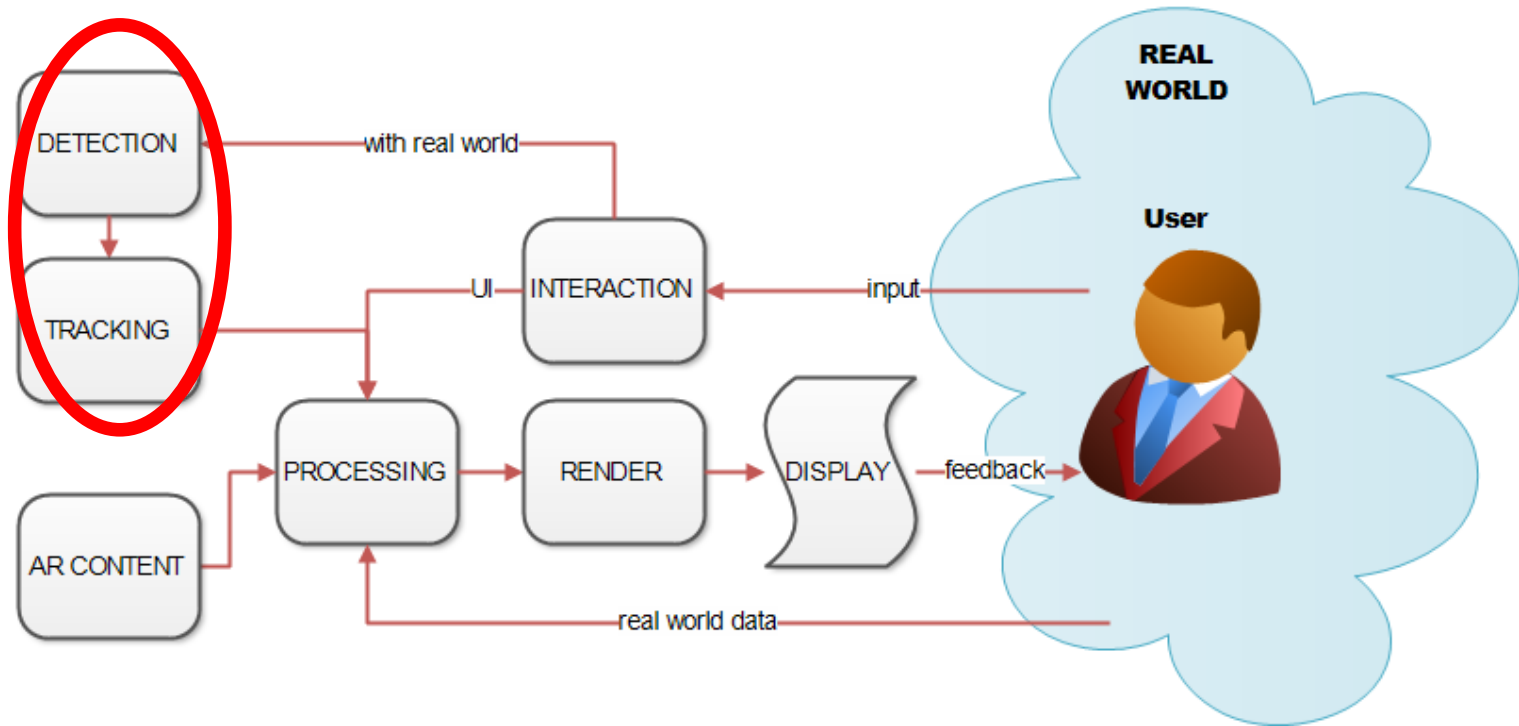 REAL
WORLD
DETECTION
with real world
User
UI
INTERACTION
input
TRACKING
PROCESSING
RENDER
DISPLAY
feedback
AR CONTENT
real world data